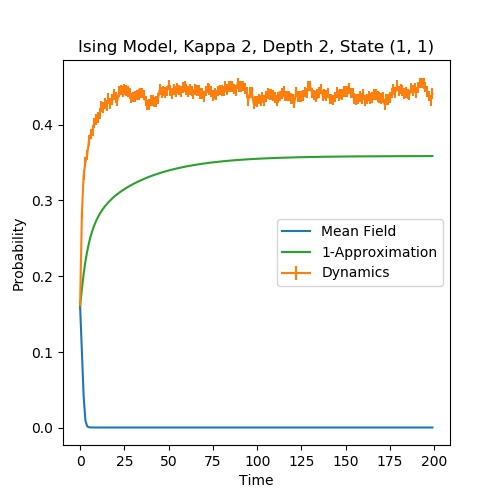 Ising Model, Kappa 2, Depth 2, State (1, 1)
Probability
0.4
0.3
0.2
0.1
0.0
Mean Field
1-Approximation
Dynamics
0 25 50 75 100 125 150 175 200
Time